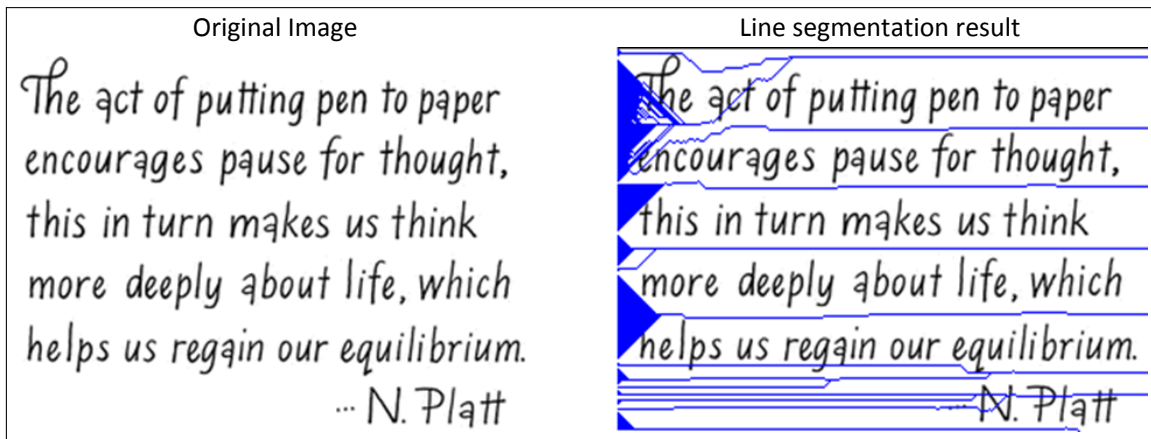 Original Image
The act of putting pen to paper
encourages pause for thought,
this in turn makes us think
more deeply about life, which
helps us regain our equilibrium.
... N. Platt
Line segmentation result
The act of putting pen to paper
encourages pause for thought,
this in turn makes us think
more deeply about life, which
helps us regain our equilibrium.
... N. Platt